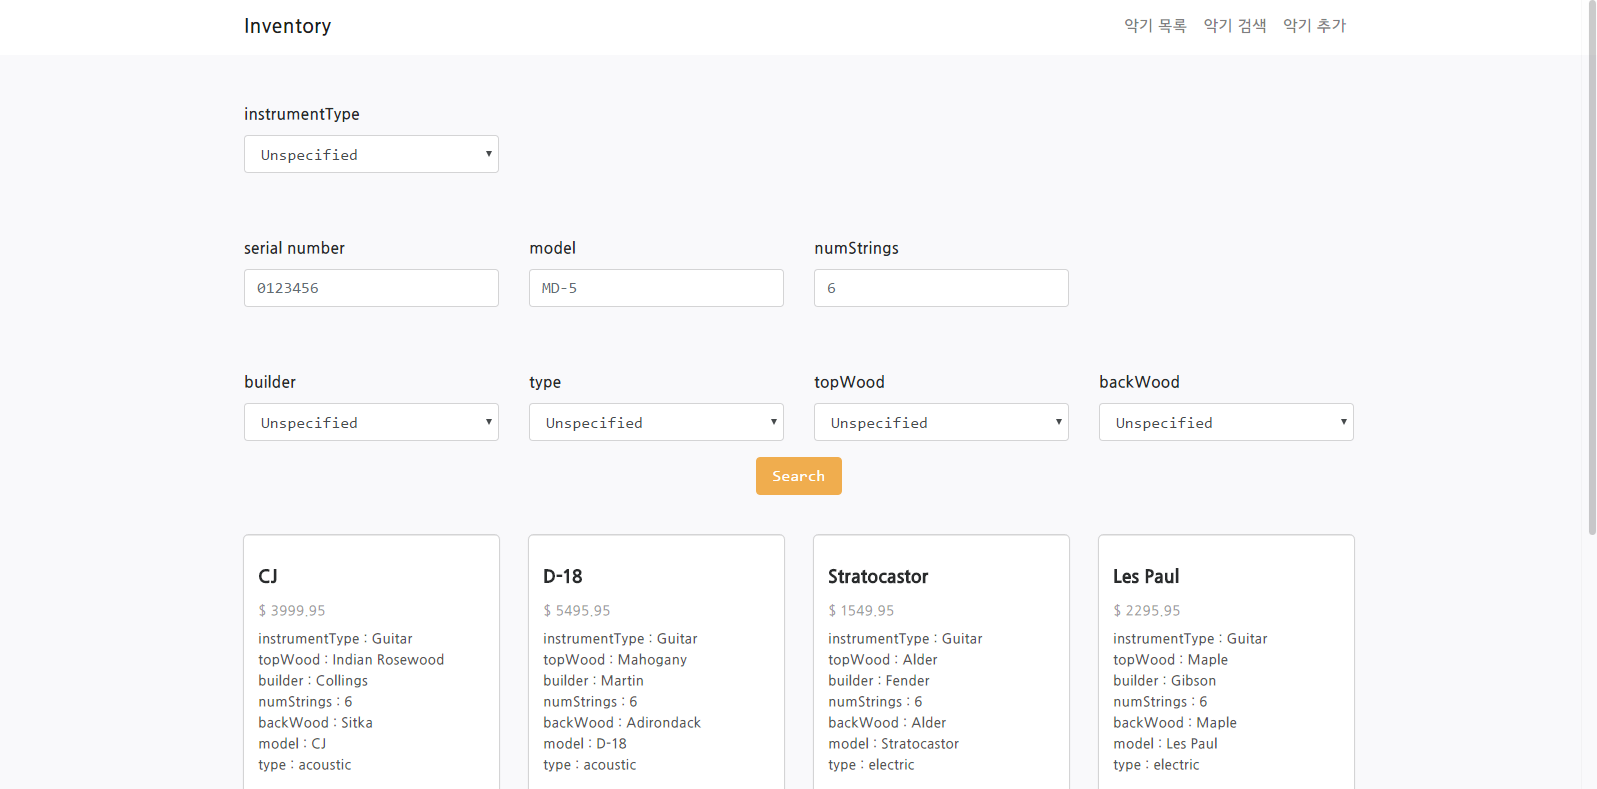 Inventory 악기 목록 악기 검색 악기 추가
instrumentType
Unspecified
serial number model numStrings
0123456 MD-5 6
builder type topWood backWood
Unspecified Unspecified Unspecified Unspecified
Search
CJ
$ 3999.95
instrumentType : Guitar
topWood : Indian Rosewood
builder : Collings
numStrings : 6
backWood : Sitka
model : CJ
type : acoustic
D-18
$ 5495.95
instrumentType : Guitar
topWood : Mahogany
builder : Martin
numStrings : 6
backWood : Adirondack
model : D-18
type : acoustic
Stratocastor
$ 1549.95
instrumentType : Guitar
topWood : Alder
builder : Fender
numStrings : 6
backWood : Alder
model : Stratocastor
type : electric
Les Paul
$ 2295.95
instrumentType : Guitar
topWood : Maple
builder : Gibson
numStrings : 6
backWood : Maple
model : Les Paul
type : electric